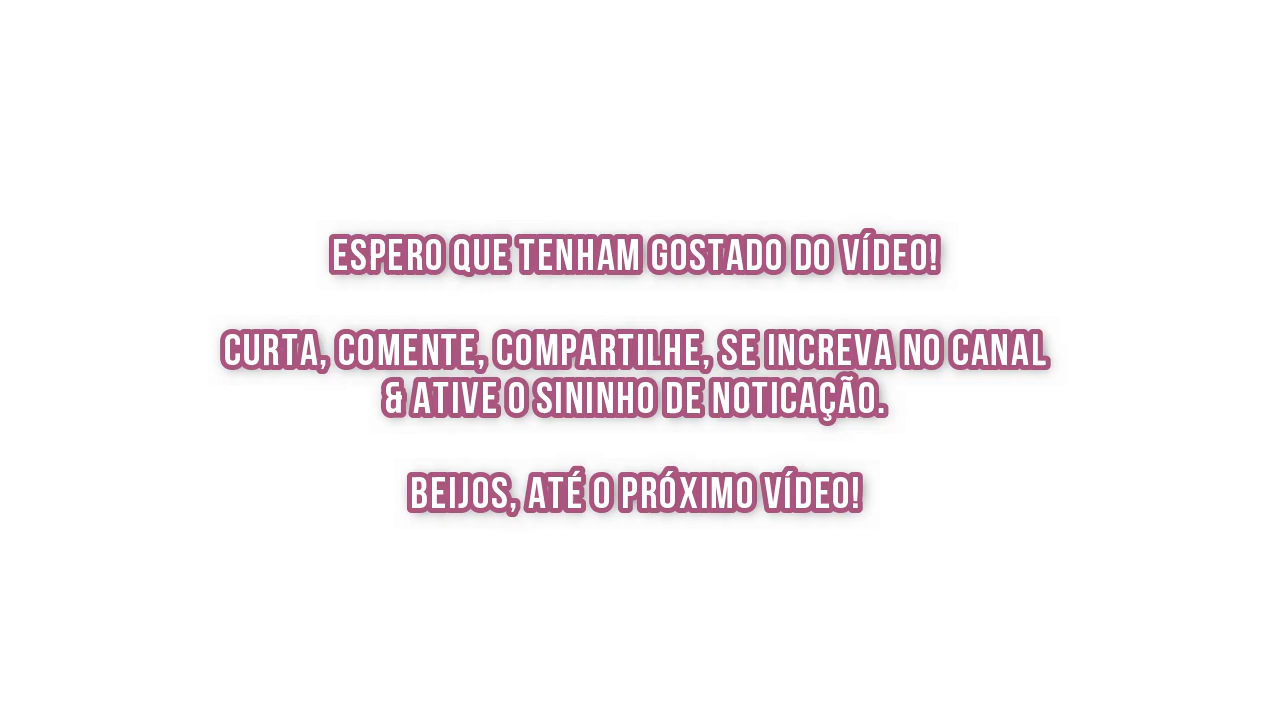 ESPERO QUE TENHAM GOSTADO DO VÍDEO!
CURTA, COMENTE, COMPARTILHE, SE INCREVA NO CANAL
& ATIVE O SININHO DE NOTICAÇÃO.
BEIJOS, ATÉ O PRÓXIMO VÍDEO!